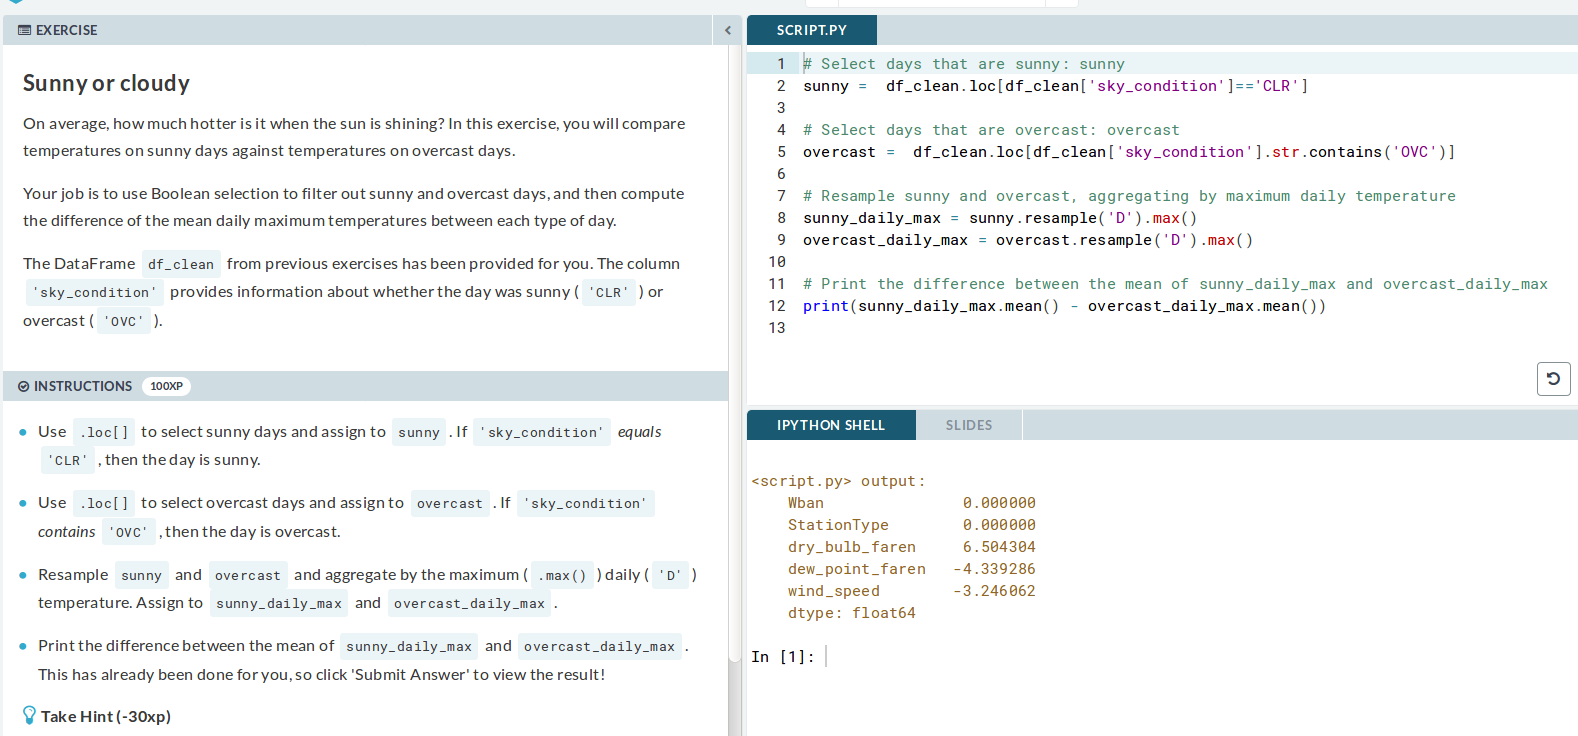 EXERCISE
Sunny or cloudy
On average, how much hotter is it when the sun is shining? In this exercise, you will compare
temperatures on sunny days against temperatures on overcast days.
Your job is to use Boolean selection to filter out sunny and overcast days, and then compute
the difference of the mean daily maximum temperatures between each type of day.
The DataFrame df_clean from previous exercises has been provided for you. The column
'sky_condition' provides information about whether the day was sunny ( 'CLR' ) or
overcast ( 'OVC' ).
INSTRUCTIONS 100XP
Use .loc[] to select sunny days and assign to sunny . If 'sky_condition' equals
'CLR' , then the day is sunny.
Use .loc[] to select overcast days and assign to overcast . If 'sky_condition'
contains 'OVC' , then the day is overcast.
Resample sunny and overcast and aggregate by the maximum ( .max() ) daily ( 'D' )
temperature. Assign to sunny_daily_max and overcast_daily_max .
Print the difference between the mean of sunny_daily_max and overcast_daily_max .
This has already been done for you, so click 'Submit Answer' to view the result!
Take Hint (-30xp)
SCRIPT.PY
1 # Select days that are sunny: sunny
2 sunny =  df_clean.loc[df_clean['sky_condition']=='CLR']
3
4 # Select days that are overcast: overcast
5 overcast =  df_clean.loc[df_clean['sky_condition'].str.contains('OVC')]
6
7 # Resample sunny and overcast, aggregating by maximum daily temperature
8 sunny_daily_max = sunny.resample('D').max()
9 overcast_daily_max = overcast.resample('D').max()
10
11 # Print the difference between the mean of sunny_daily_max and overcast_daily_max
12 print(sunny_daily_max.mean() - overcast_daily_max.mean())
13
IPYTHON SHELL SLIDES
<script.py> output:
Wban 0.000000
StationType 0.000000
dry_bulb_faren 6.504304
dew_point_faren -4.339286
wind_speed -3.246062
dtype: float64
In [1]: